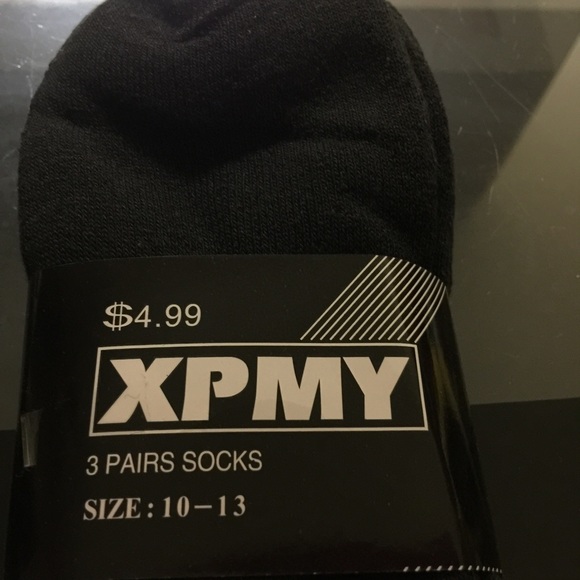 $4.99
XPMY
3 PAIRS SOCKS
SIZE: 10-13